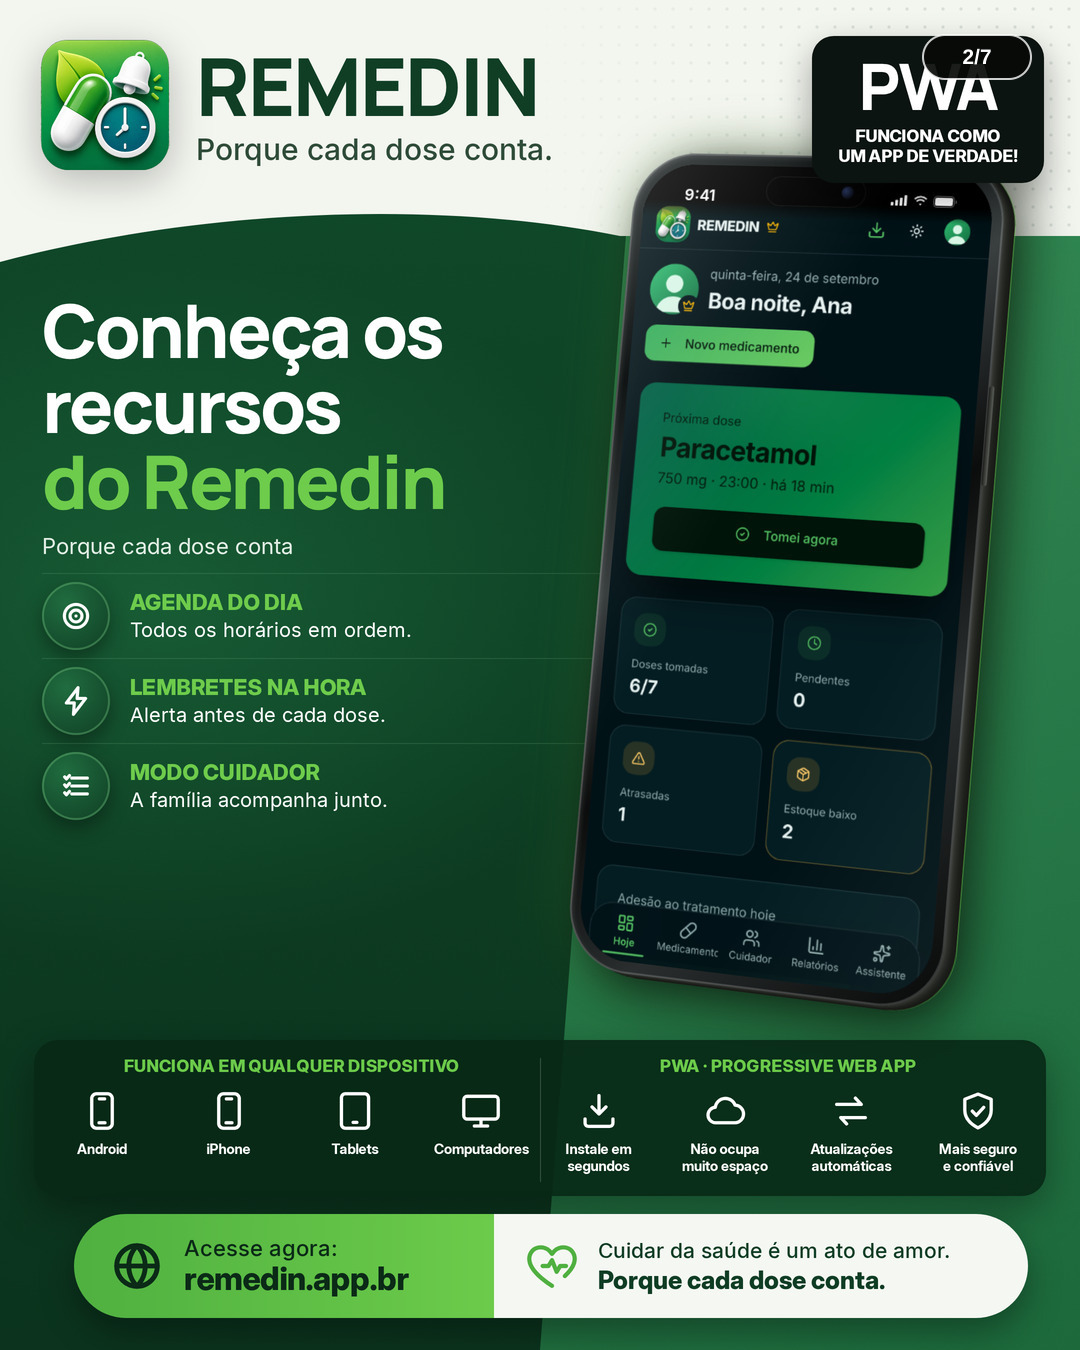 REMEDIN
Porque cada dose conta.
2/7
PWA
FUNCIONA COMO
UM APP DE VERDADE!
Conheça os
recursos
do Remedin
Porque cada dose conta
AGENDA DO DIA
Todos os horários em ordem.
LEMBRETES NA HORA
Alerta antes de cada dose.
MODO CUIDADOR
A família acompanha junto.
9:41
REMEDIN
quinta-feira, 24 de setembro
Boa noite, Ana
+ Novo medicamento
Próxima dose
Paracetamol
750 mg · 23:00 · há 18 min
Tomei agora
Doses tomadas
6/7
Pendentes
0
Atrasadas
1
Estoque baixo
2
Adesão ao tratamento hoje
Hoje
Medicamento
Cuidador
Relatórios
Assistente
FUNCIONA EM QUALQUER DISPOSITIVO
Android
iPhone
Tablets
Computadores
PWA · PROGRESSIVE WEB APP
Instale em
segundos
Não ocupa
muito espaço
Atualizações
automáticas
Mais seguro
e confiável
Acesse agora:
remedin.app.br
Cuidar da saúde é um ato de amor.
Porque cada dose conta.